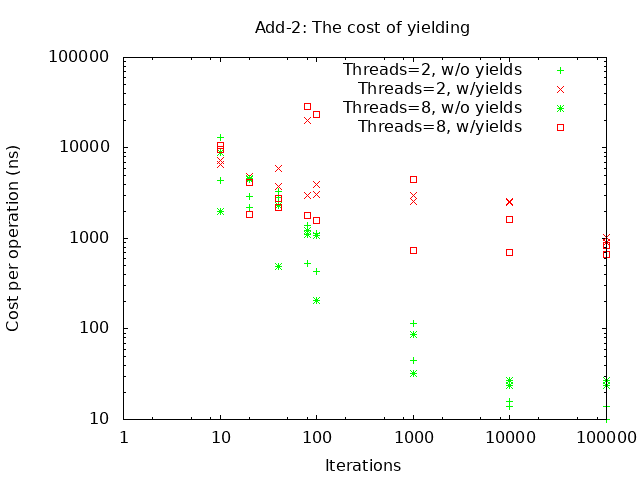 Add-2: The cost of yielding
Cost per operation (ns)
100000
10000
1000
100
10
Threads=2, w/o yields
Threads=2, w/yields
Threads=8, w/o yields
Threads=8, w/yields
1 10 100 1000 10000 100000
Iterations